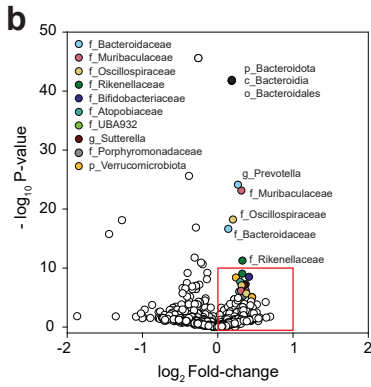 b
50
40
30
20
10
0
-2
-1
0
1
2
- log10 P-value
log2 Fold-change
f_Bacteroidaceae
f_Muribaculaceae
f_Oscillospiraceae
f_Rikenellaceae
f_Bifidobacteriaceae
f_Atopobiaceae
f_UBA932
g_Sutterella
f_Porphyromonadaceae
p_Verrucomicrobiota
p_Bacteroidota
c_Bacteroidia
o_Bacteroidales
g_Prevotella
f_Muribaculaceae
f_Oscillospiraceae
f_Bacteroidaceae
f_Rikenellaceae